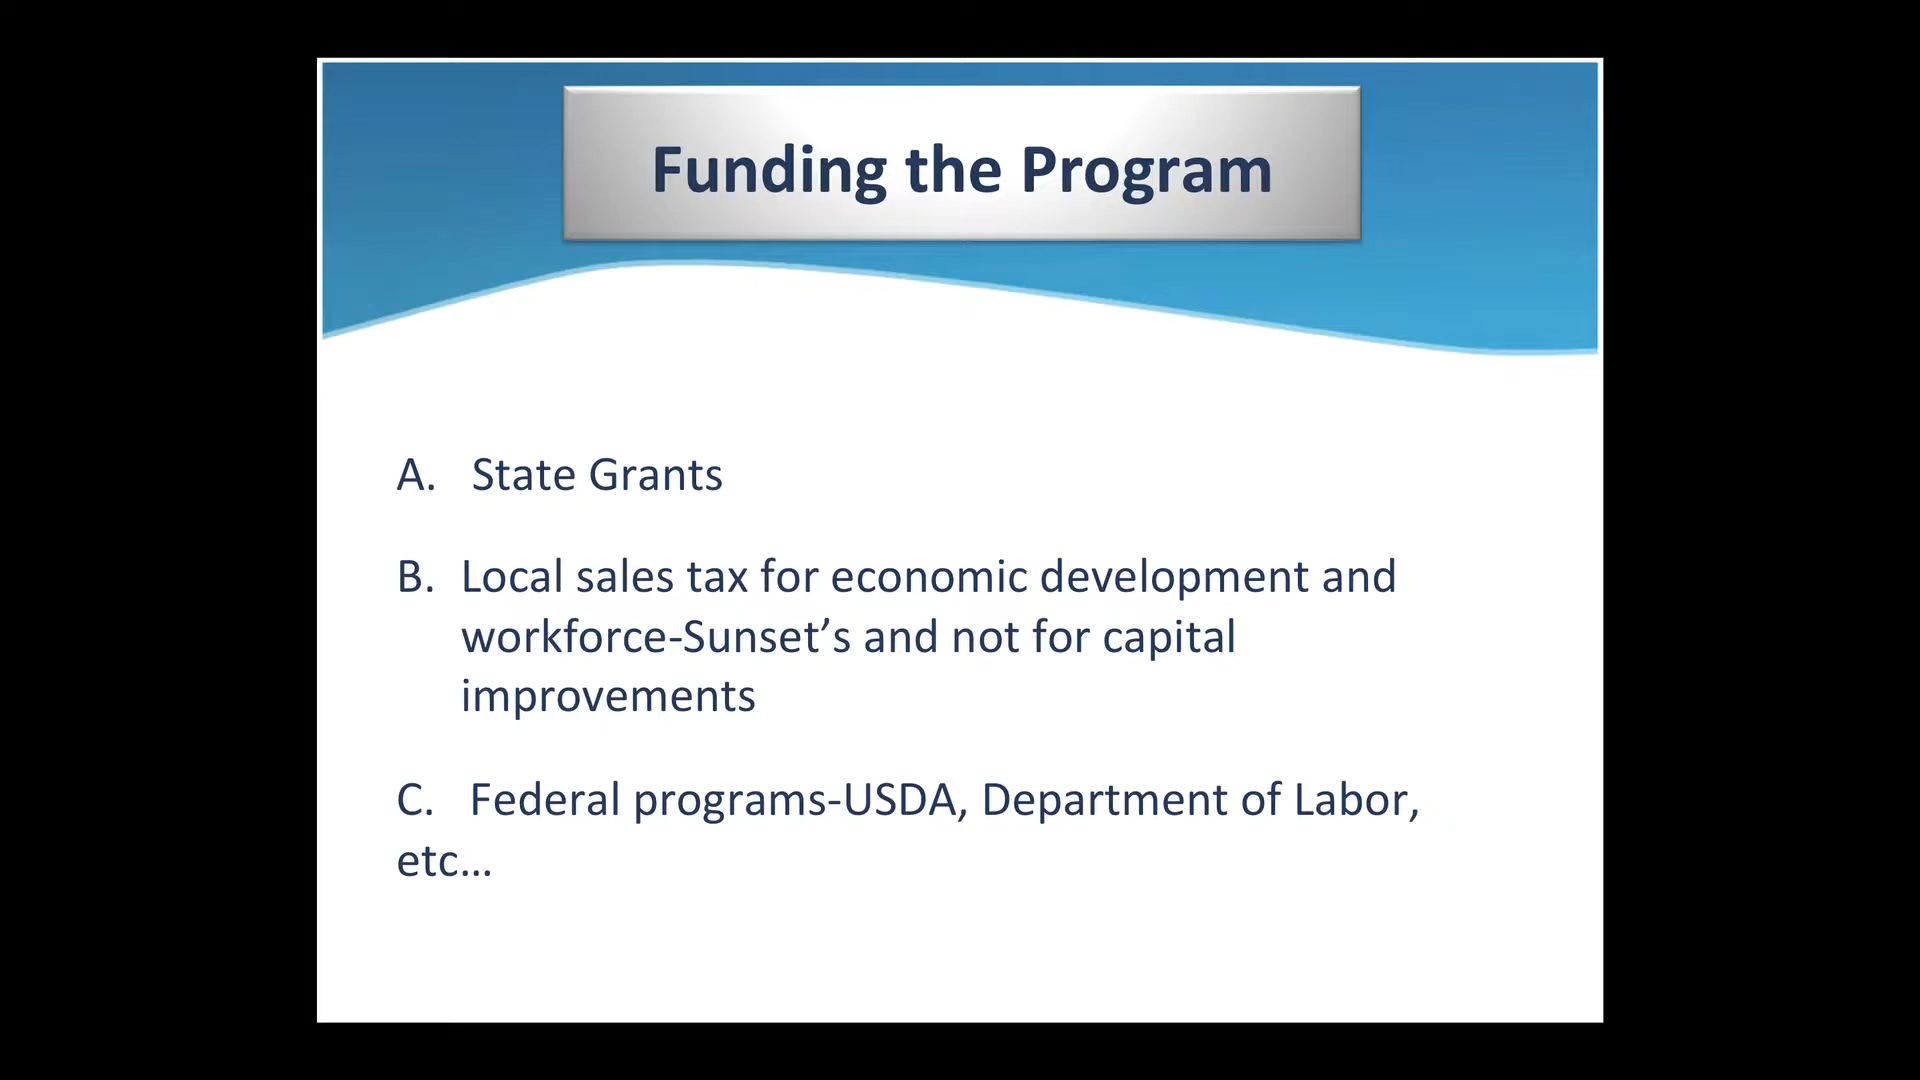 Funding the Program
A. State Grants
B. Local sales tax for economic development and
workforce-Sunset’s and not for capital
improvements
C. Federal programs-USDA, Department of Labor,
etc…